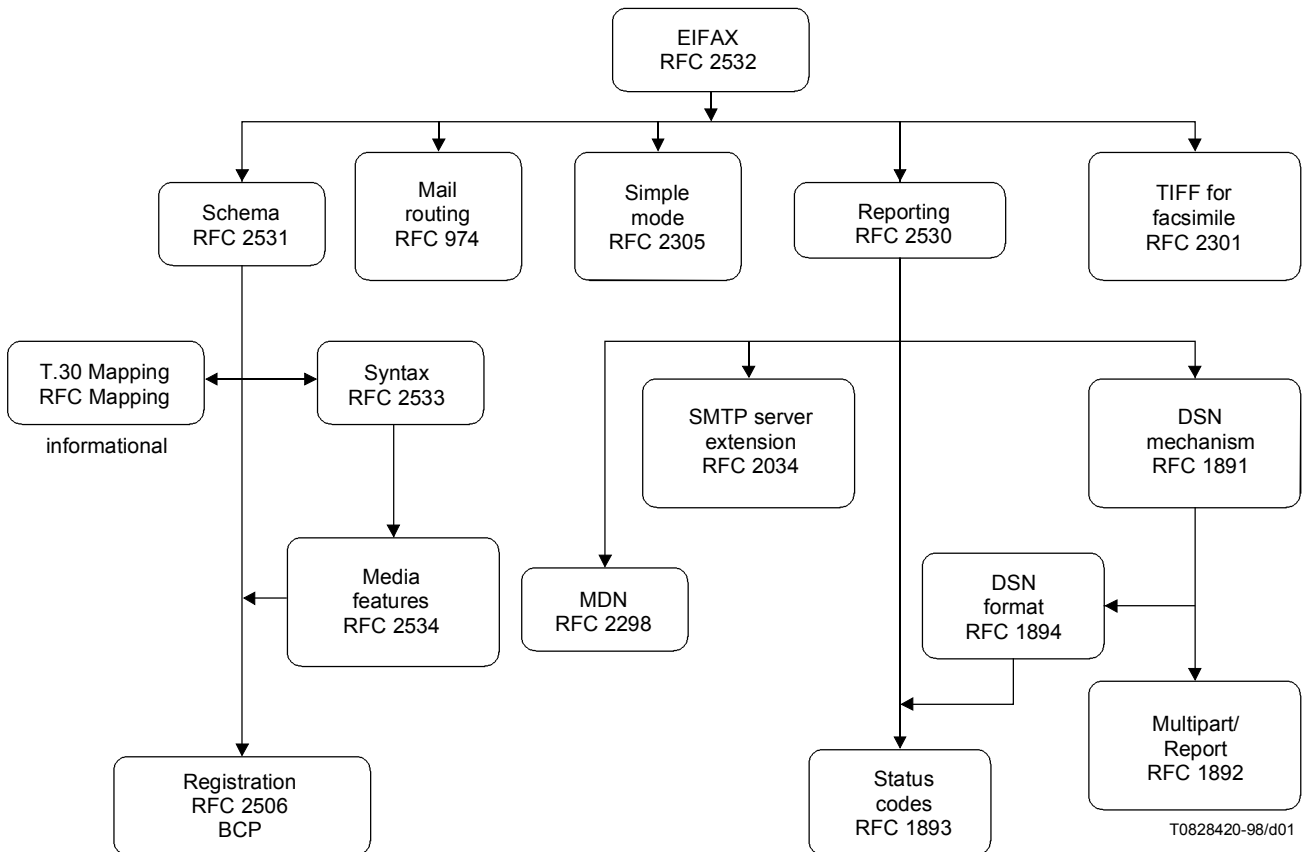 EIFAX
RFC 2532
Schema
RFC 2531
Mail
routing
RFC 974
Simple
mode
RFC 2305
Reporting
RFC 2530
TIFF for
facsimile
RFC 2301
T.30 Mapping
RFC Mapping
informational
Syntax
RFC 2533
SMTP server
extension
RFC 2034
DSN
mechanism
RFC 1891
Media
features
RFC 2534
MDN
RFC 2298
DSN
format
RFC 1894
Registration
RFC 2506
BCP
Status
codes
RFC 1893
Multipart/
Report
RFC 1892
T0828420-98/d01